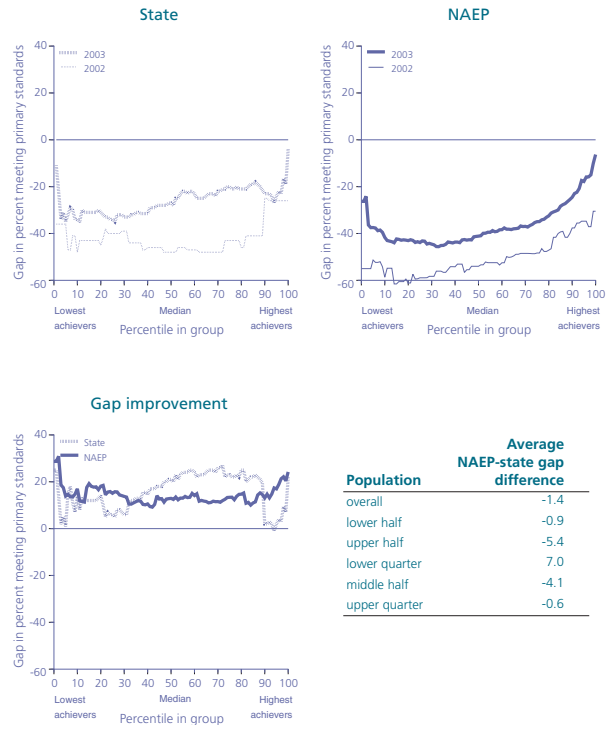 State
Gap in percent meeting primary standards
40
20
0
-20
-40
-60
2003
2002
0 10 20 30 40 50 60 70 80 90 100
Lowest achievers
Median
Highest achievers
Percentile in group
NAEP
Gap in percent meeting primary standards
40
20
0
-20
-40
-60
2003
2002
0 10 20 30 40 50 60 70 80 90 100
Lowest achievers
Median
Highest achievers
Percentile in group
Gap improvement
Gap in percent meeting primary standards
40
20
0
-20
-40
-60
State
NAEP
0 10 20 30 40 50 60 70 80 90 100
Lowest achievers
Median
Highest achievers
Percentile in group
Average
NAEP-state gap
Population difference
overall -1.4
lower half -0.9
upper half -5.4
lower quarter 7.0
middle half -4.1
upper quarter -0.6